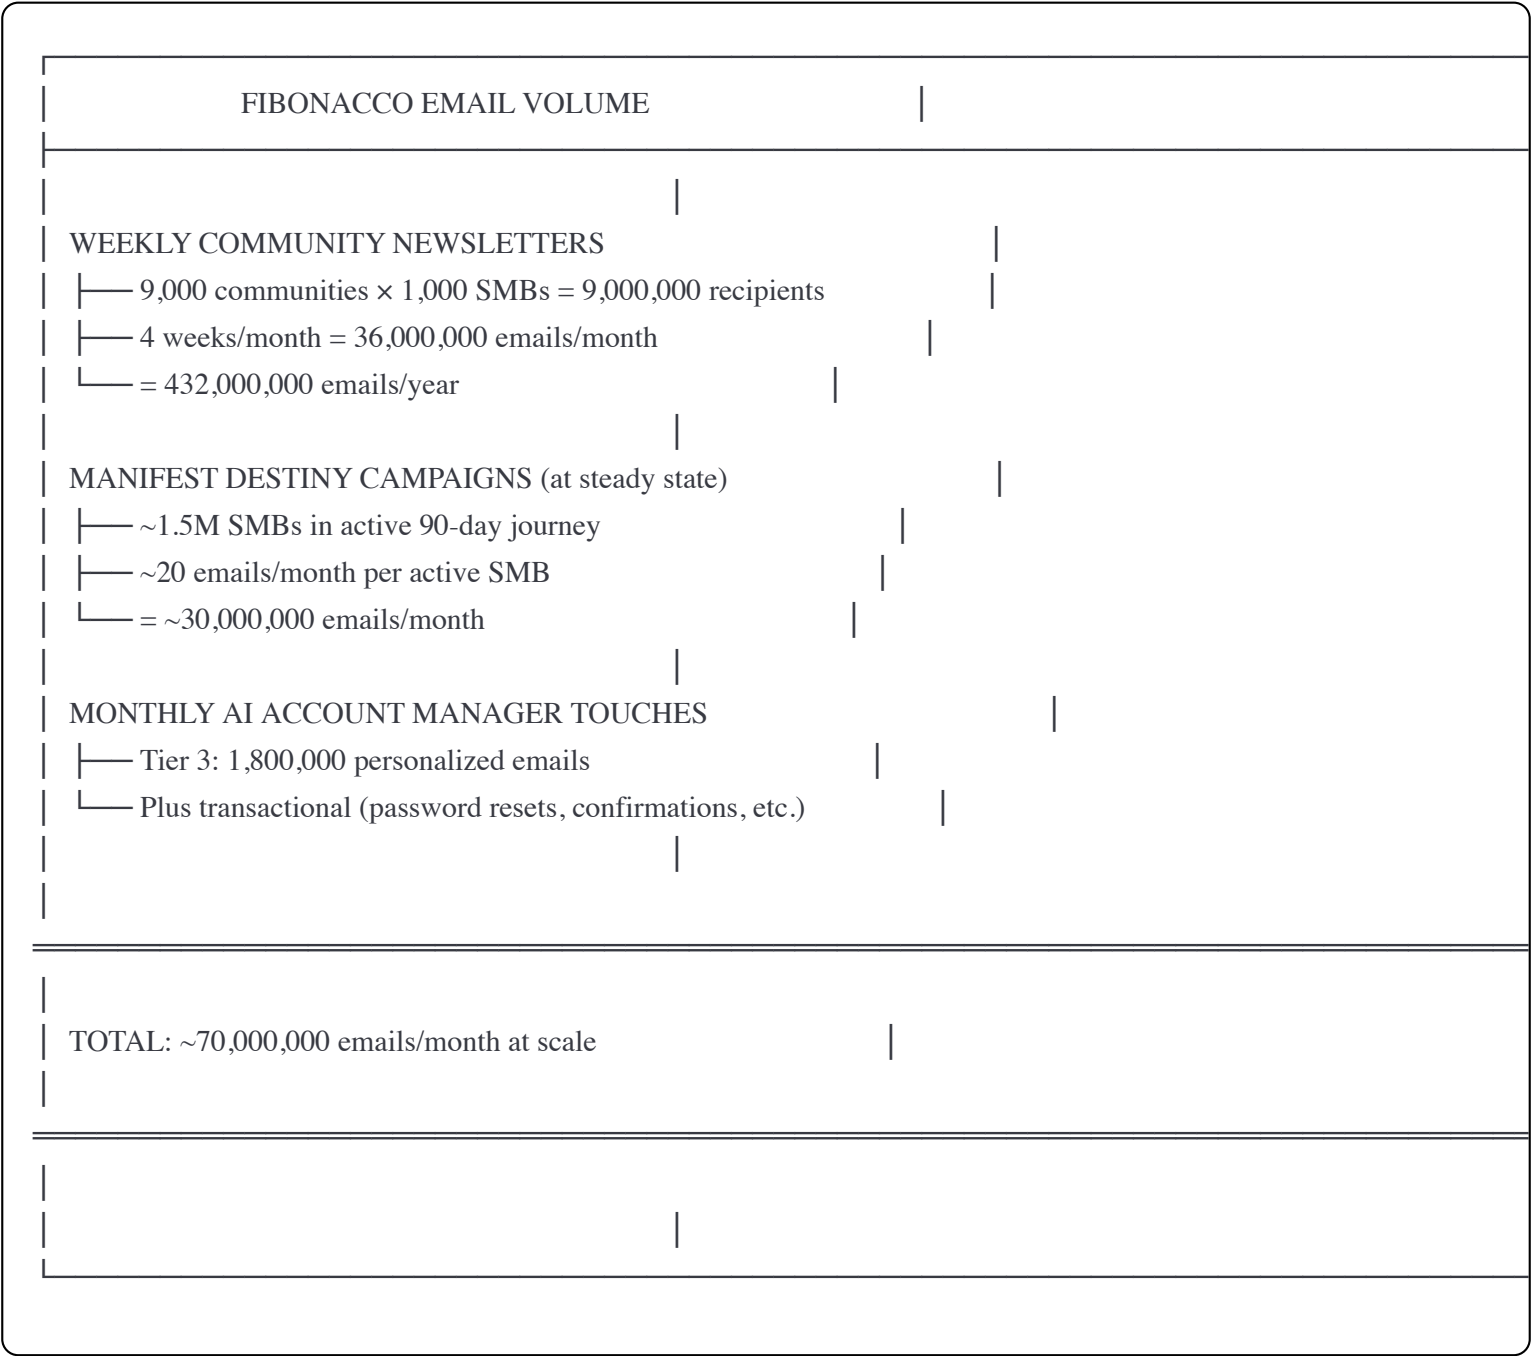 FIBONACCO EMAIL VOLUME
WEEKLY COMMUNITY NEWSLETTERS
├── 9,000 communities × 1,000 SMBs = 9,000,000 recipients
├── 4 weeks/month = 36,000,000 emails/month
└── = 432,000,000 emails/year
MANIFEST DESTINY CAMPAIGNS (at steady state)
├── ~1.5M SMBs in active 90-day journey
├── ~20 emails/month per active SMB
└── = ~30,000,000 emails/month
MONTHLY AI ACCOUNT MANAGER TOUCHES
├── Tier 3: 1,800,000 personalized emails
└── Plus transactional (password resets, confirmations, etc.)
TOTAL: ~70,000,000 emails/month at scale